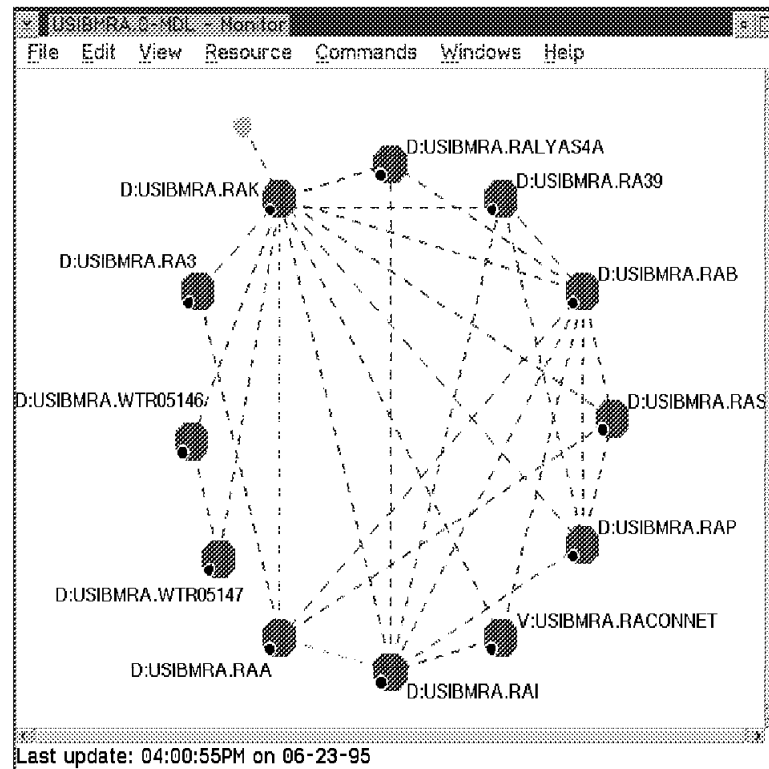 USIBMRA.D-MDL - Monitor
File Edit View Resource Commands Windows Help
D:USIBMRA.RALYAS4A
D:USIBMRA.RA39
D:USIBMRA.RAK
D:USIBMRA.RA3
D:USIBMRA.RAB
D:USIBMRA.WTR05146
D:USIBMRA.RAS
D:USIBMRA.RAP
D:USIBMRA.WTR05147
V:USIBMRA.RACONNET
D:USIBMRA.RAA
D:USIBMRA.RAI
Last update: 04:00:55PM on 06-23-95